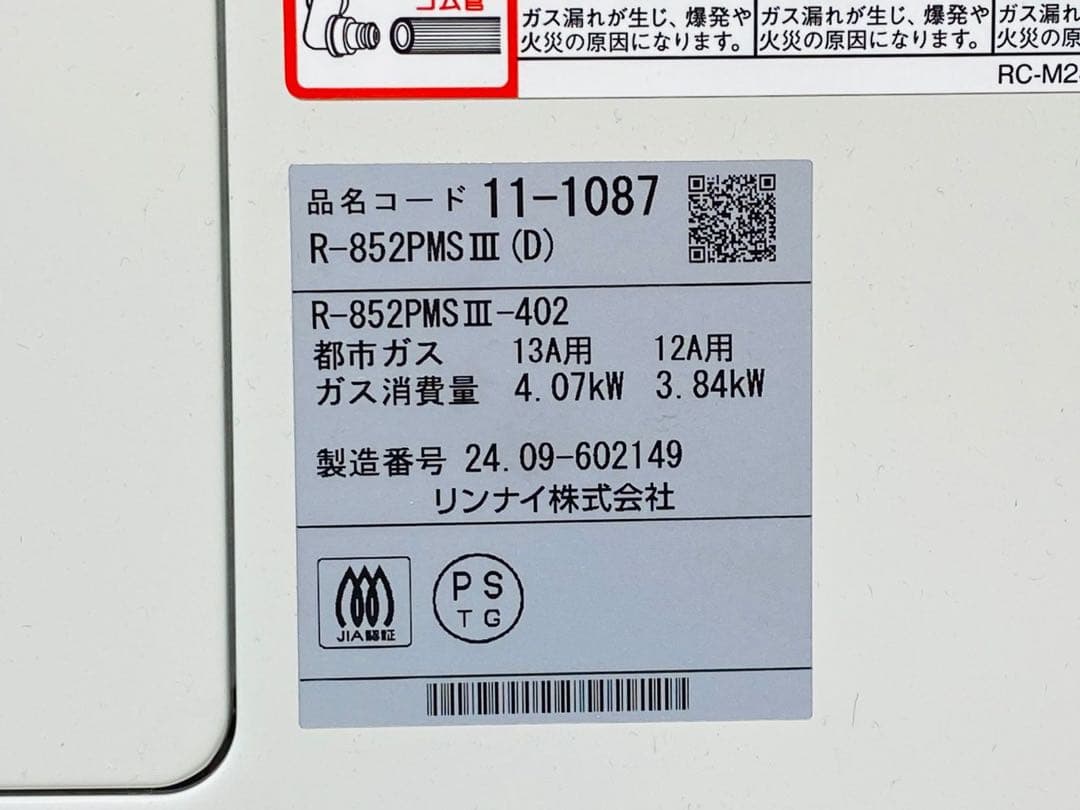 ゴム管
ガス漏れが生じ、爆発や
火災の原因になります。
ガス漏れが生じ、爆発や
火災の原因になります。
ガス漏れ
火災の原
RC-M2
品名コード 11-1087
R-852PMSⅢ(D)
R-852PMSⅢ-402
都市ガス 13A用 12A用
ガス消費量 4.07kW 3.84kW
製造番号 24.09-602149
リンナイ株式会社
JIA認証
PS
TG